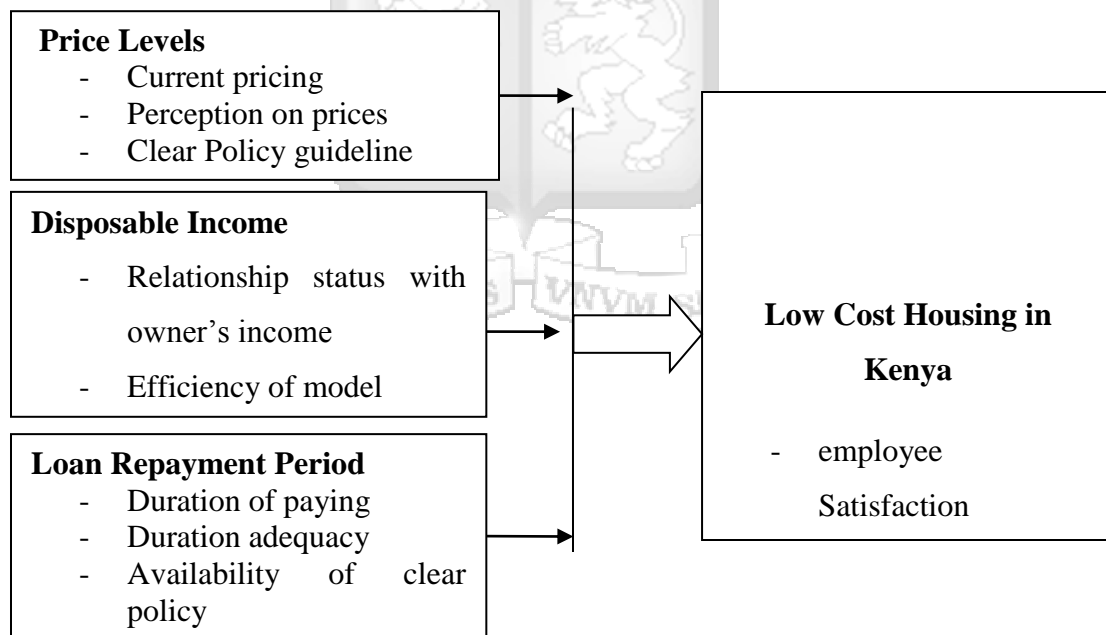 Price Levels
- Current pricing
- Perception on prices
- Clear Policy guideline
Disposable Income
- Relationship status with
owner’s income
- Efficiency of model
Loan Repayment Period
- Duration of paying
- Duration adequacy
- Availability of clear
policy
Low Cost Housing in
Kenya
- employee
Satisfaction
VNVM